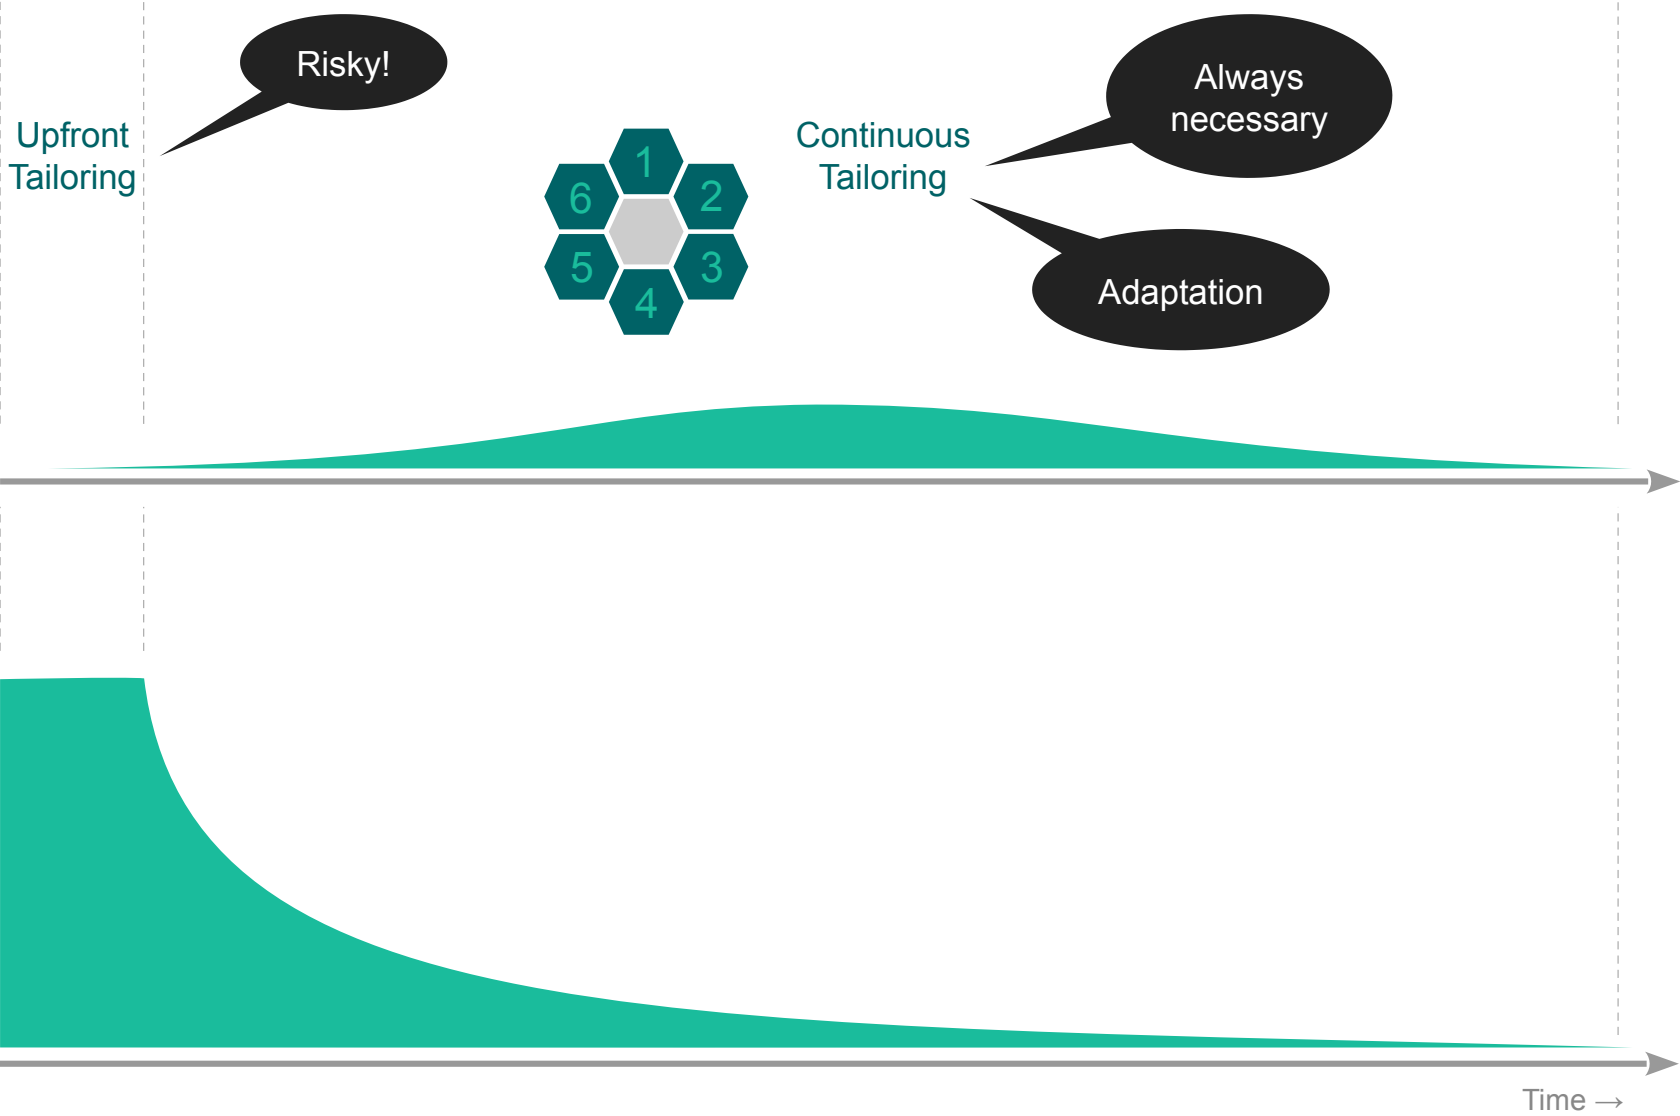 Risky!
Upfront
Tailoring
1
2
3
4
5
6
Continuous
Tailoring
Always
necessary
Adaptation
Time →